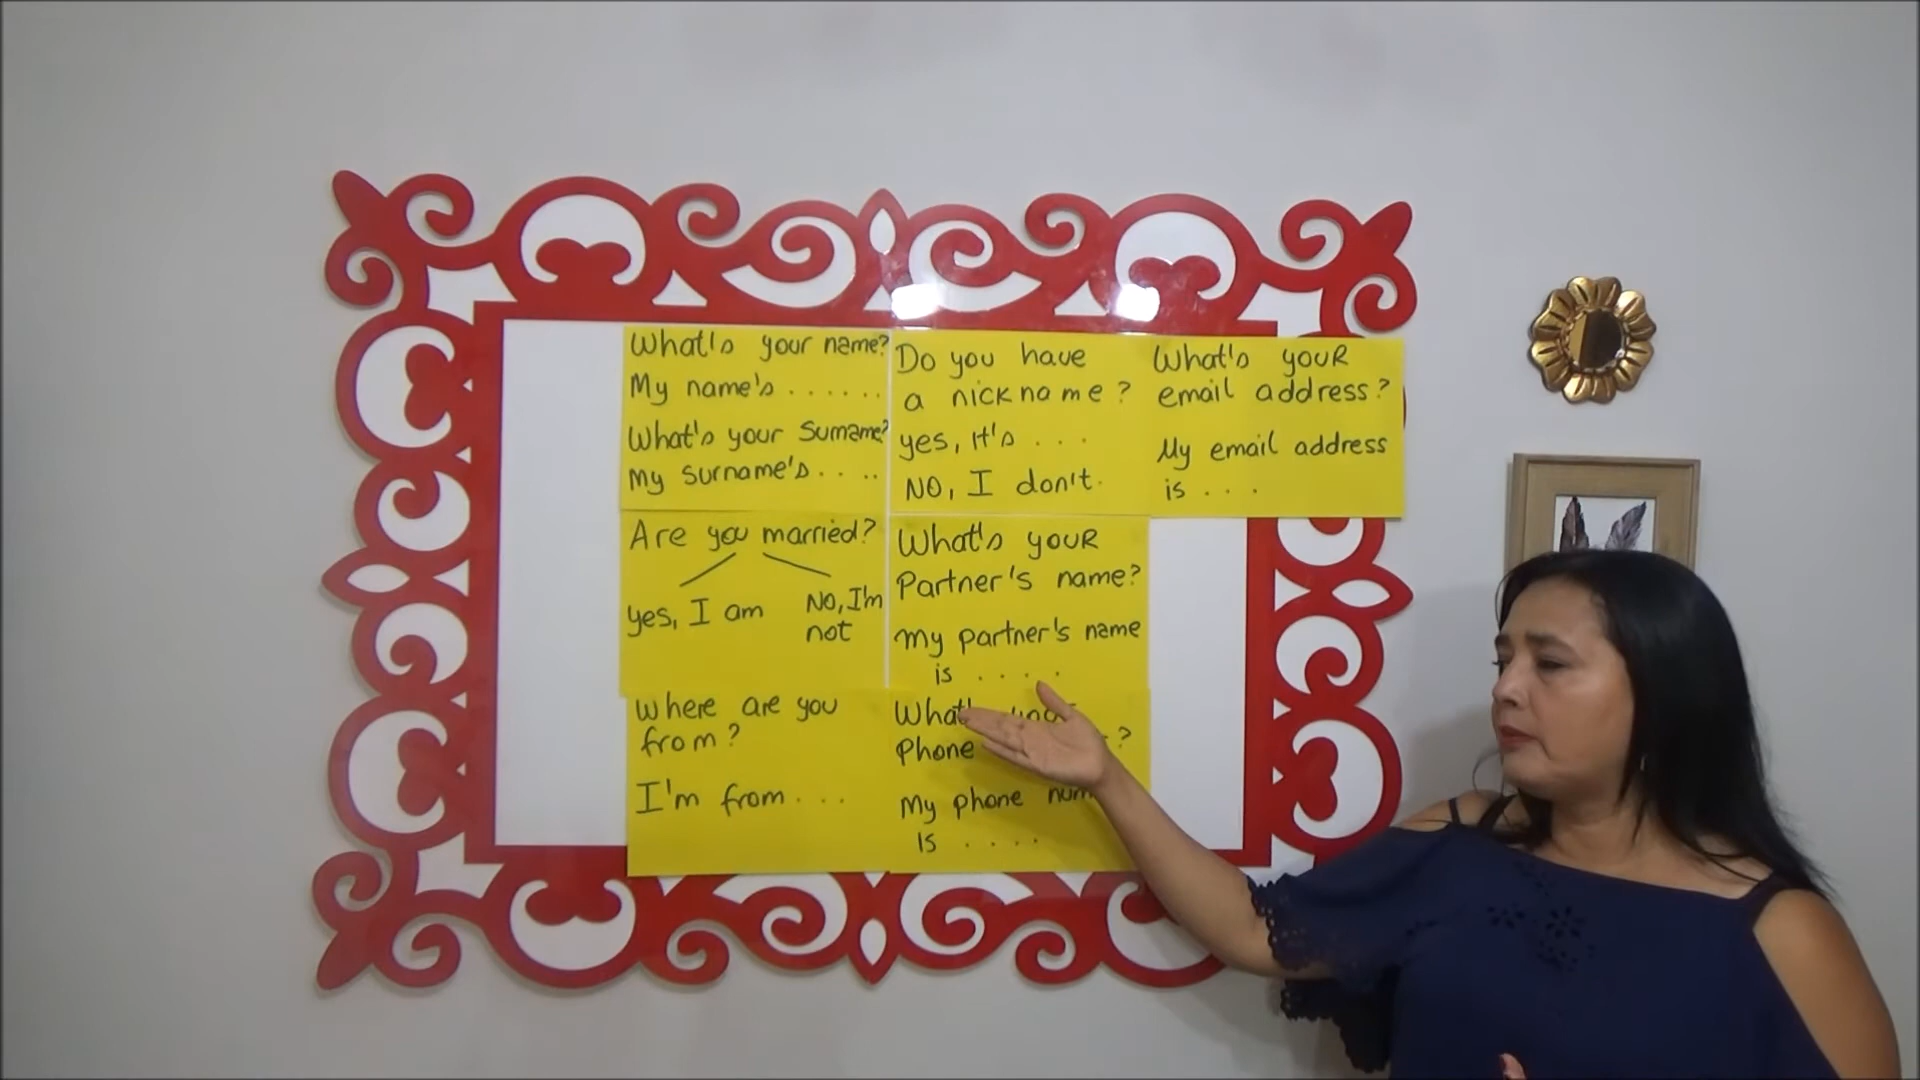 What's your name?
My name's . . . . . .
What's your Surname?
My surname's . . . .
Do you have
a nickname?
yes, It's . . .
NO, I don't.
What's youR
email address?
My email address
is . . .
Are you married?
yes, I am
No, I'm
not
What's youR
Partner's name?
my partner's name
is . . . .
Where are you
from?
I'm from . . .
What's your
Phone ?
My phone
is . . . .